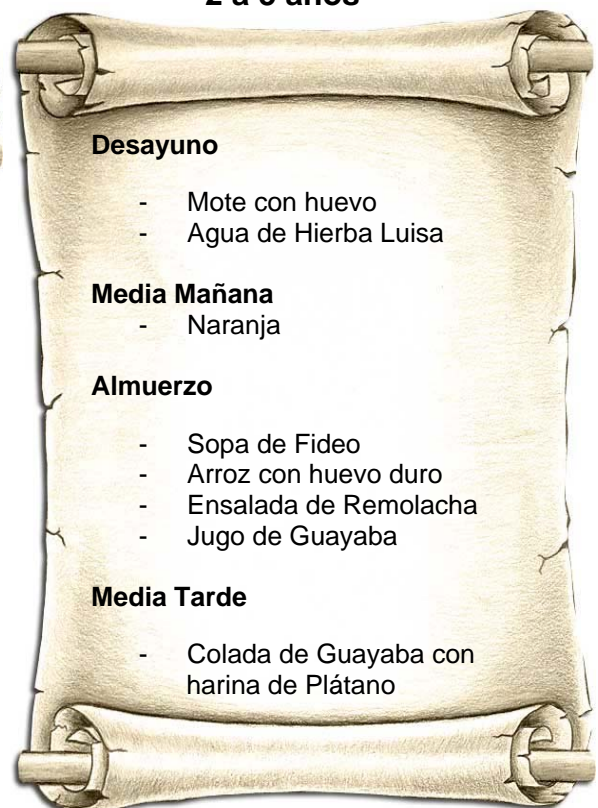 Desayuno
- Mote con huevo
- Agua de Hierba Luisa
Media Mañana
- Naranja
Almuerzo
- Sopa de Fideo
- Arroz con huevo duro
- Ensalada de Remolacha
- Jugo de Guayaba
Media Tarde
- Colada de Guayaba con
harina de Plátano